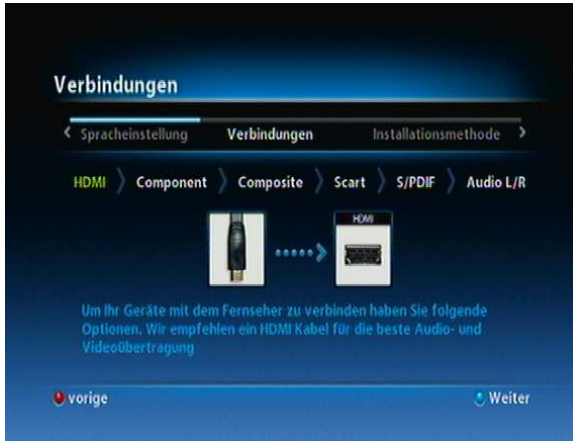 Verbindungen
Spracheinstellung Verbindungen Installationsmethode
HDMI Component Composite Scart S/PDIF Audio L/R
HDMI
Um Ihr Geräte mit dem Fernseher zu verbinden haben Sie folgende
Optionen. Wir empfehlen ein HDMI Kabel für die beste Audio- und
Videoübertragung
vorige Weiter